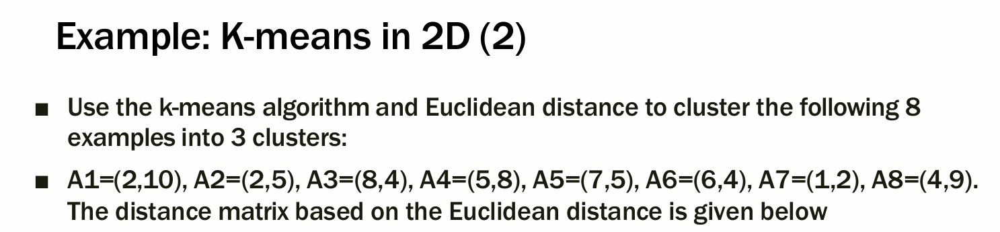 Example: K-means in 2D (2)
■ Use the k-means algorithm and Euclidean distance to cluster the following 8
examples into 3 clusters:
■ A1=(2,10), A2=(2,5), A3=(8,4), A4=(5,8), A5=(7,5), A6=(6,4), A7=(1,2), A8=(4,9).
The distance matrix based on the Euclidean distance is given below